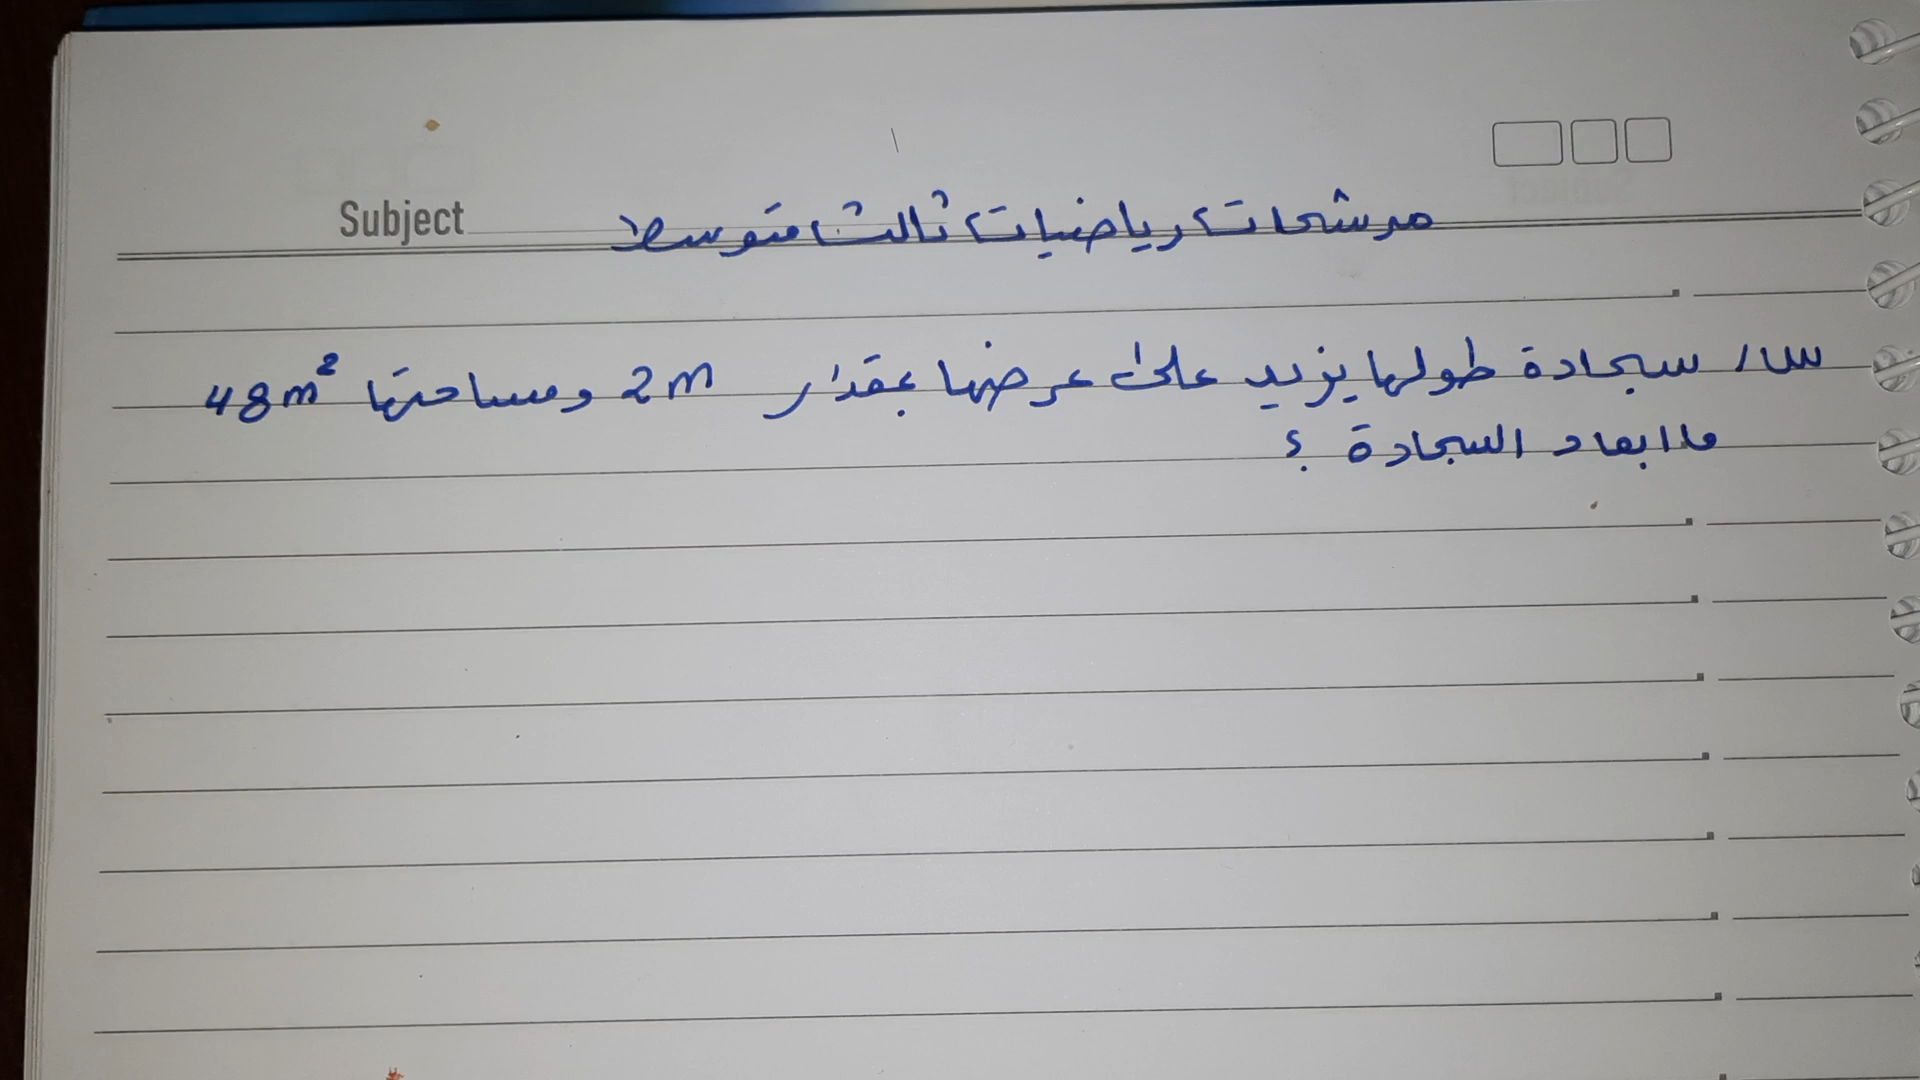 Subject مرشحات رياضيات ثالث متوسط
س/ سجادة طولها يزيد على عرضها بمقدار 2m ومساحتها 48m²
ما ابعاد السجادة ؟